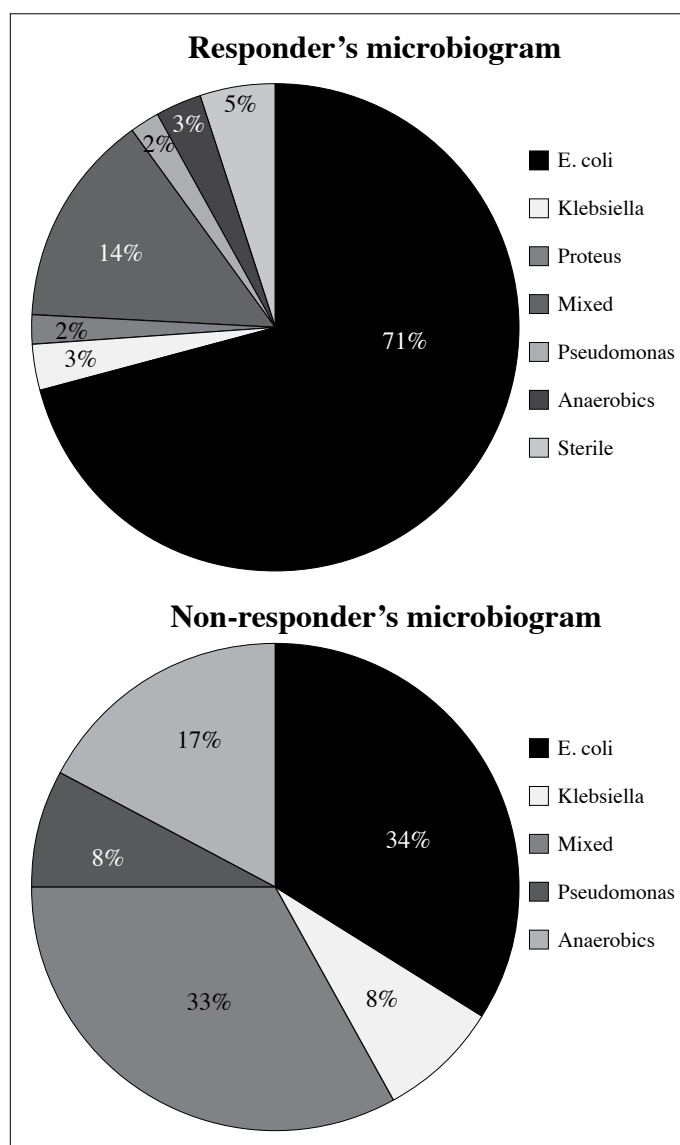 Responder’s microbiogram
5%
3%
2%
14%
2%
3%
71%
E. coli
Klebsiella
Proteus
Mixed
Pseudomonas
Anaerobics
Sterile
Non-responder’s microbiogram
17%
8%
34%
33%
8%
E. coli
Klebsiella
Mixed
Pseudomonas
Anaerobics